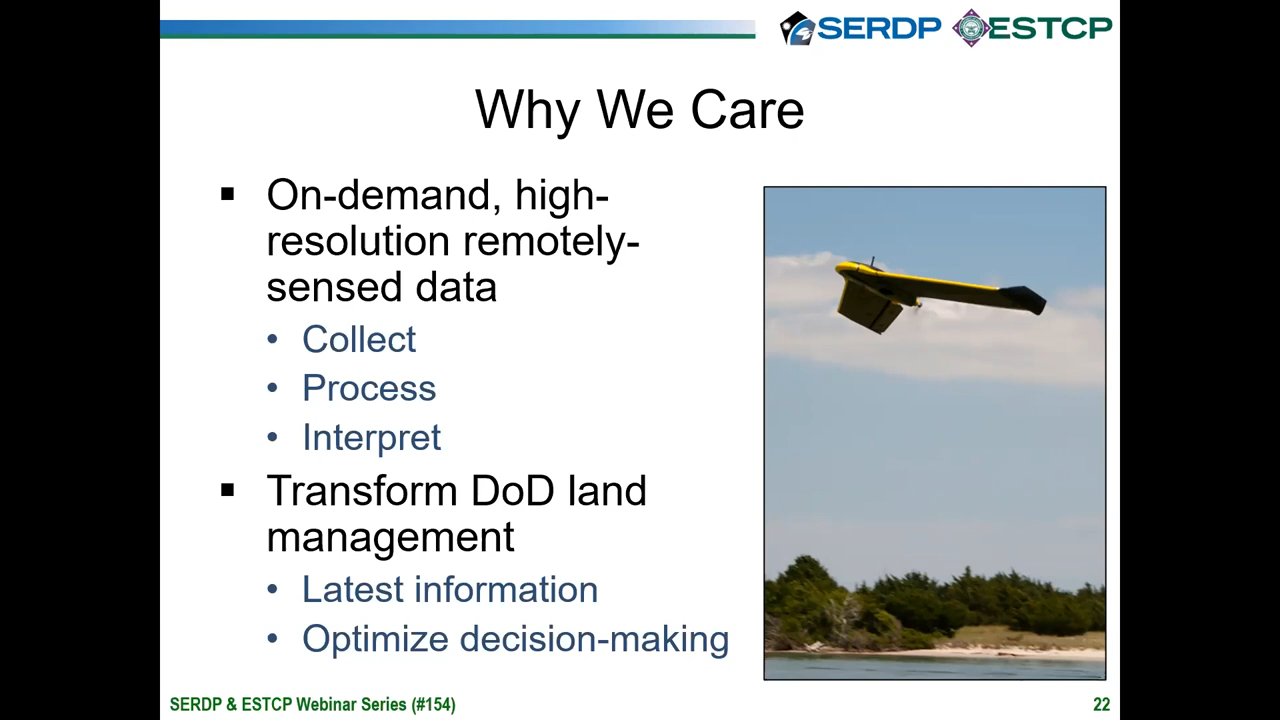 SERDP ESTCP
Why We Care
▪ On-demand, high-
resolution remotely-
sensed data
• Collect
• Process
• Interpret
▪ Transform DoD land
management
• Latest information
• Optimize decision-making
SERDP & ESTCP Webinar Series (#154)
22